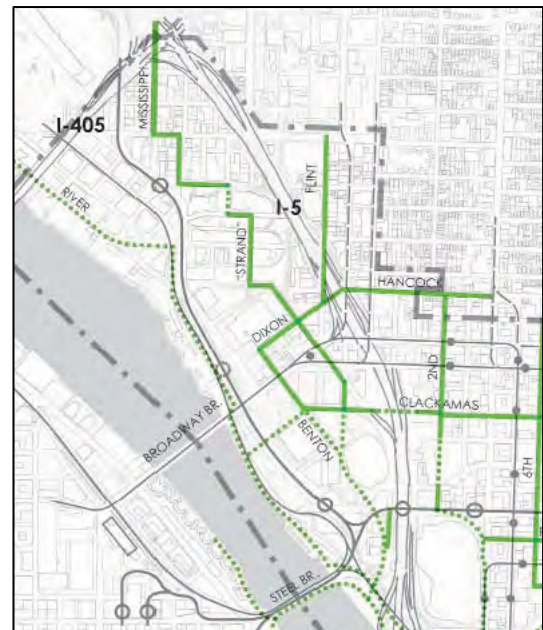 MISSISSIPPI
I-405
RIVER
FLINT
I-5
"STRAND"
HANCOCK
DIXON
2ND
CLACKAMAS
BENTON
BROADWAY BR.
6TH
STEEL BR.